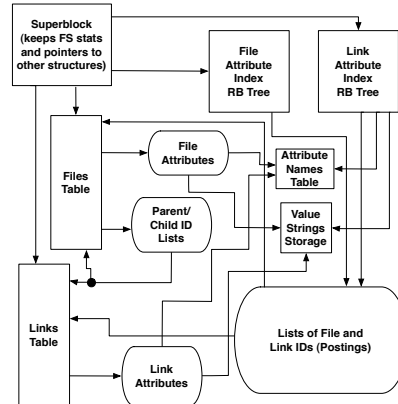 Superblock
(keeps FS stats
and pointers to
other structures)
File
Attribute
Index
RB Tree
Link
Attribute
Index
RB Tree
Files
Table
File
Attributes
Attribute
Names
Table
Parent/
Child ID
Lists
Value
Strings
Storage
Links
Table
Link
Attributes
Lists of File and
Link IDs (Postings)